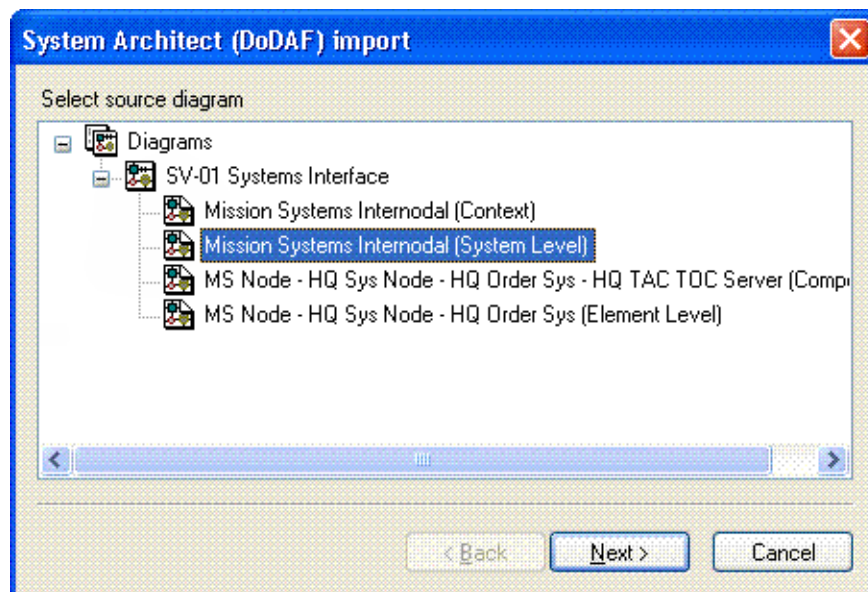 System Architect (DoDAF) import
Select source diagram
Diagrams
SV-01 Systems Interface
Mission Systems Internodal (Context)
Mission Systems Internodal (System Level)
MS Node - HQ Sys Node - HQ Order Sys - HQ TAC TOC Server (Comp
MS Node - HQ Sys Node - HQ Order Sys (Element Level)
< Back Next > Cancel